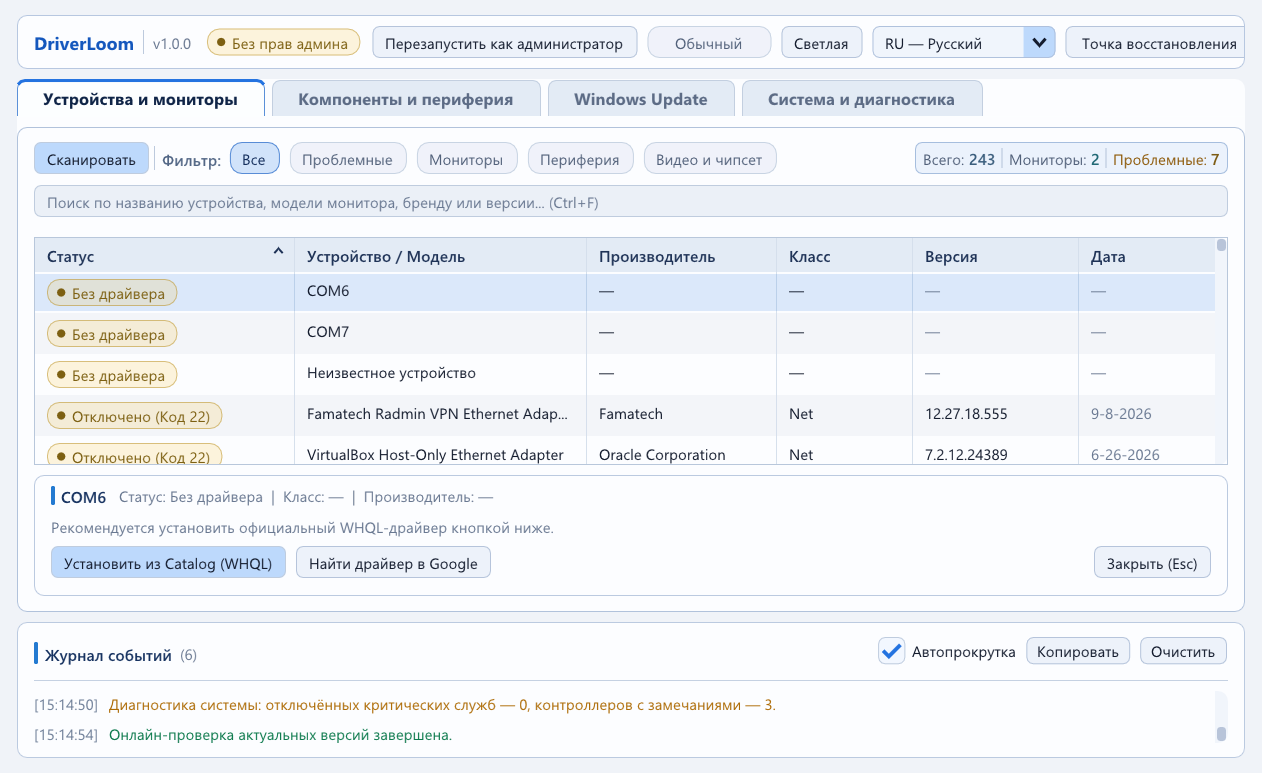 DriverLoom v1.0.0 Без прав админа Перезапустить как администратор Обычный Светлая RU — Русский Точка восстановления
Устройства и мониторы Компоненты и периферия Windows Update Система и диагностика
Сканировать Фильтр: Все Проблемные Мониторы Периферия Видео и чипсет Всего: 243 Мониторы: 2 Проблемные: 7
Поиск по названию устройства, модели монитора, бренду или версии... (Ctrl+F)
Статус Устройство / Модель Производитель Класс Версия Дата
Без драйвера COM6 — — — —
Без драйвера COM7 — — — —
Без драйвера Неизвестное устройство — — — —
Отключено (Код 22) Famatech Radmin VPN Ethernet Adap... Famatech Net 12.27.18.555 9-8-2026
Отключено (Код 22) VirtualBox Host-Only Ethernet Adapter Oracle Corporation Net 7.2.12.24389 6-26-2026
COM6 Статус: Без драйвера | Класс: — | Производитель: —
Рекомендуется установить официальный WHQL-драйвер кнопкой ниже.
Установить из Catalog (WHQL) Найти драйвер в Google Закрыть (Esc)
Журнал событий (6) Автопрокрутка Копировать Очистить
[15:14:50] Диагностика системы: отключённых критических служб — 0, контроллеров с замечаниями — 3.
[15:14:54] Онлайн-проверка актуальных версий завершена.